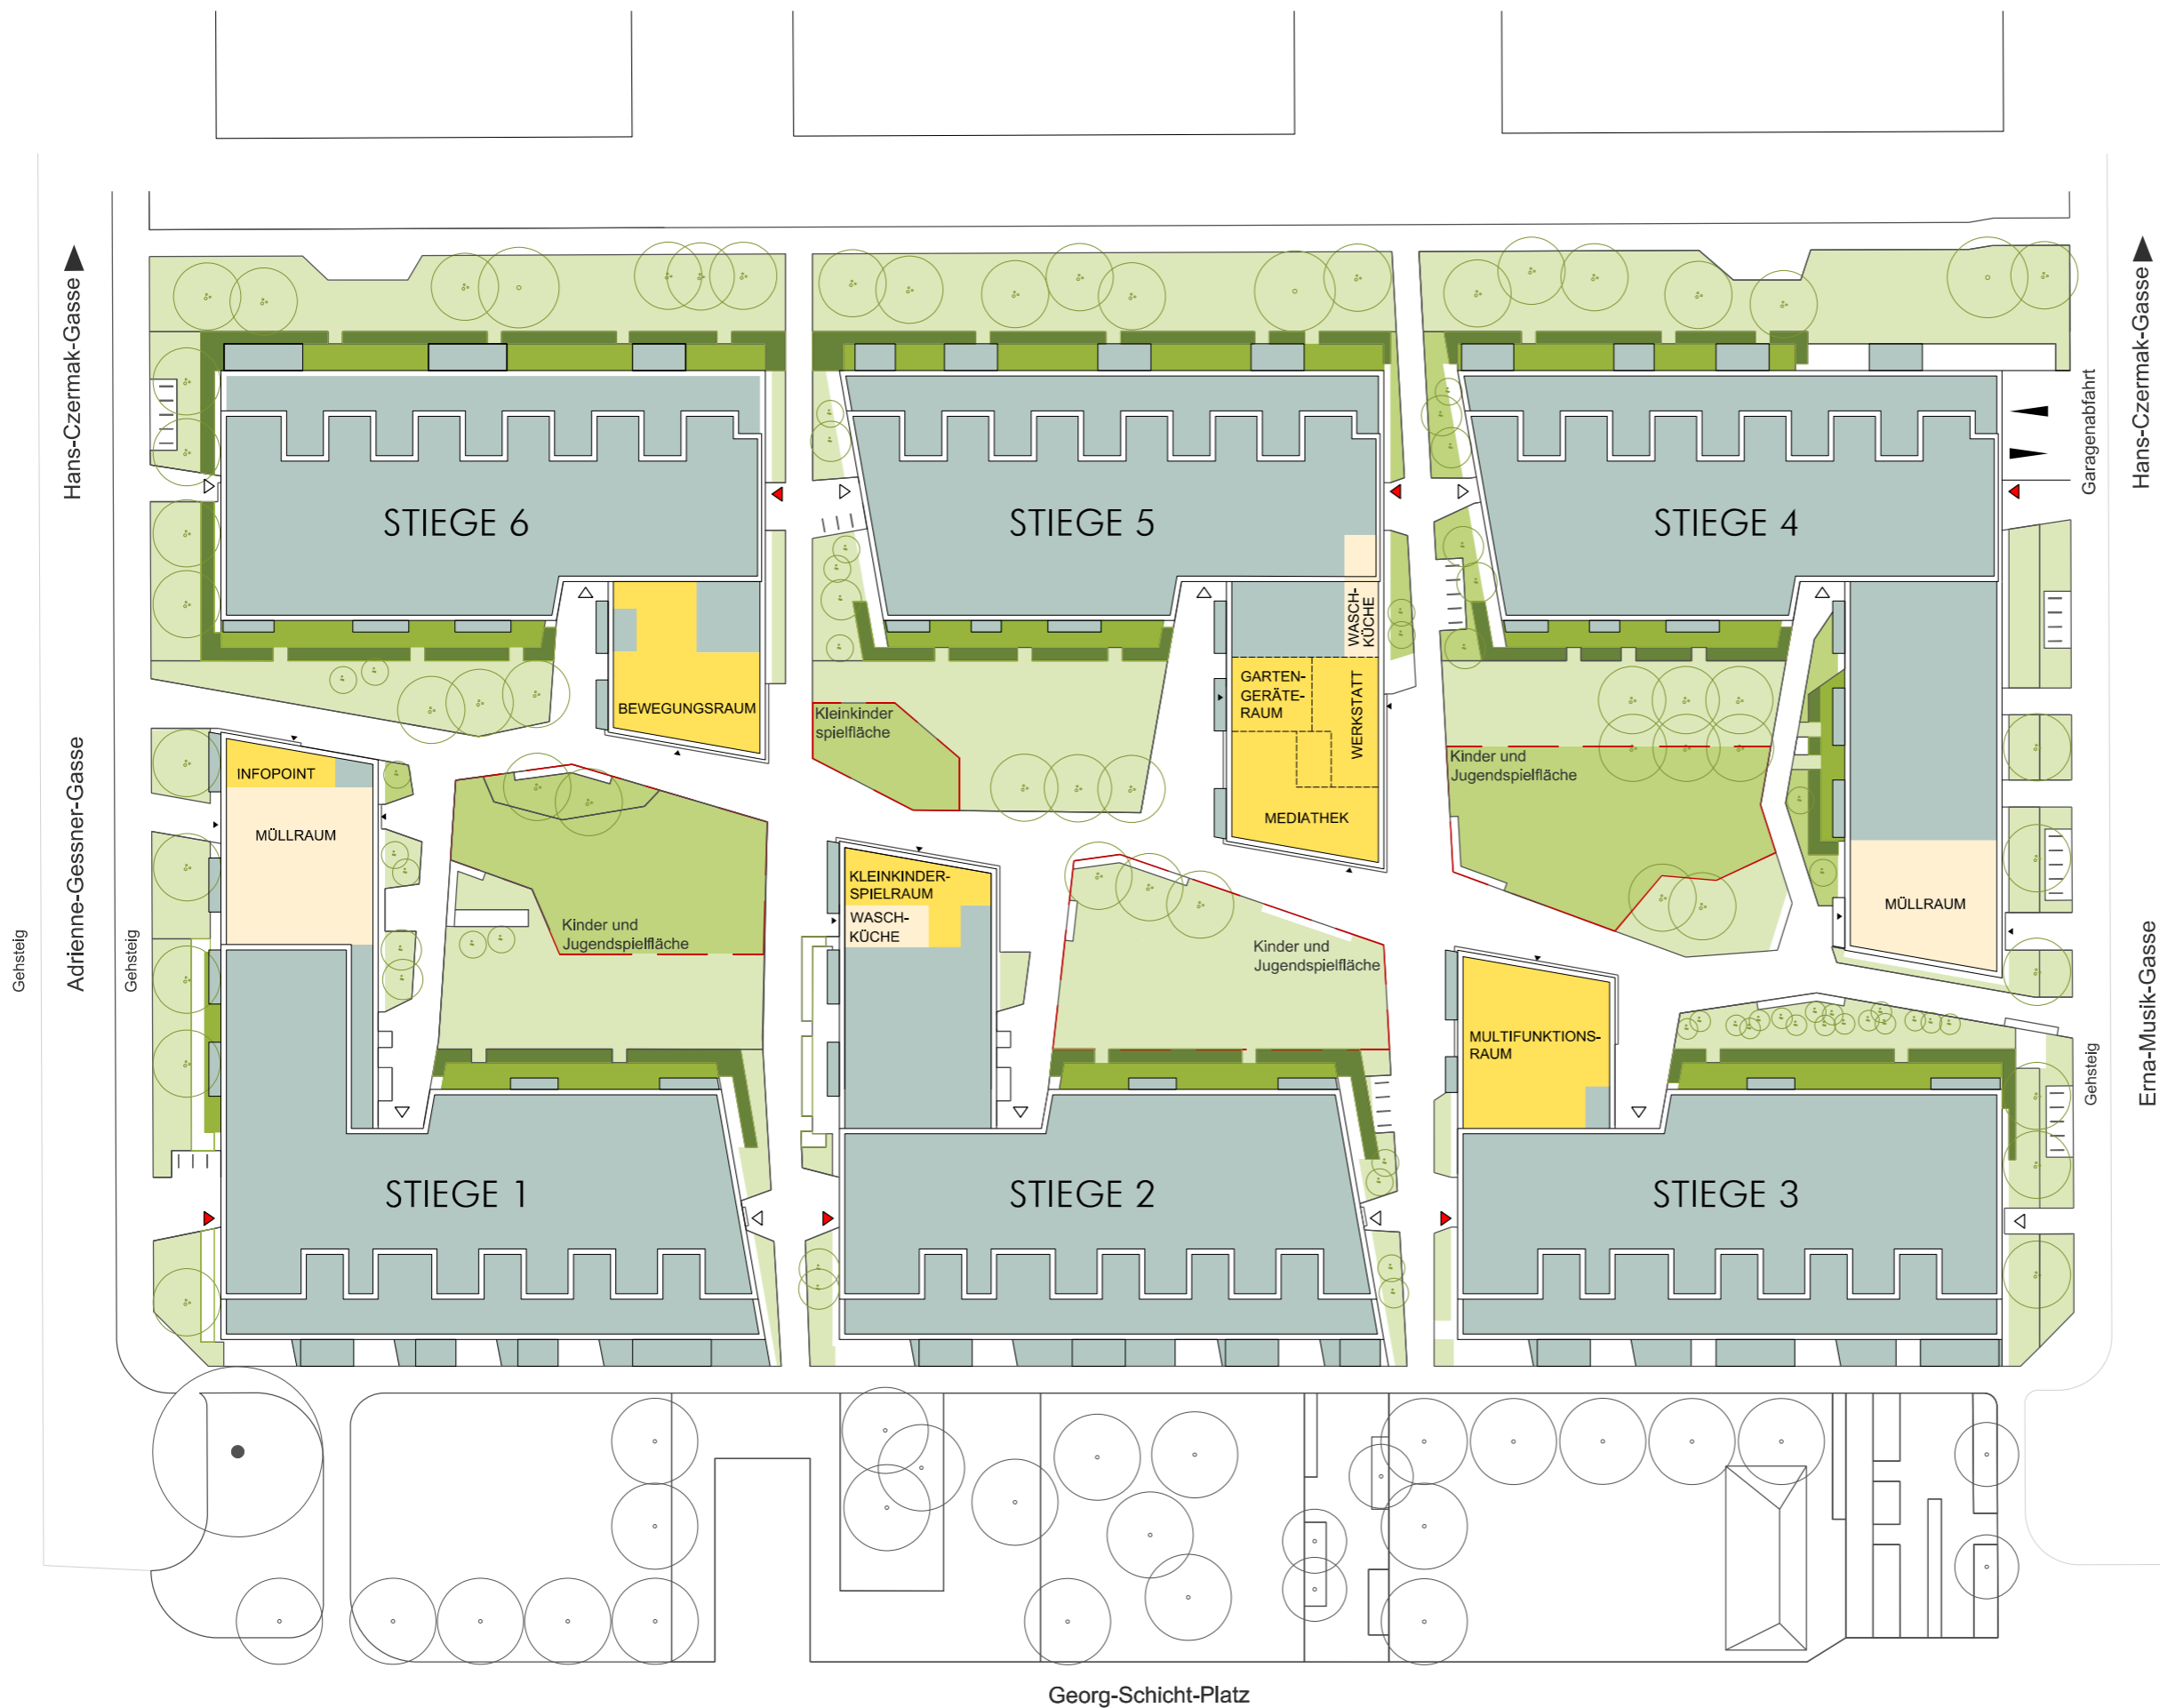 Hans-Czermak-Gasse
Hans-Czermak-Gasse
Garagenabfahrt
STIEGE 6
STIEGE 5
STIEGE 4
WASCH-
KÜCHE
GARTEN-
GERÄTE-
RAUM
WERKSTATT
MEDIATHEK
BEWEGUNGSRAUM
Kleinkinder
spielfläche
Kinder und
Jugendspielfläche
INFOPOINT
MÜLLRAUM
Adrienne-Gessner-Gasse
Gehsteig
Gehsteig
Kinder und
Jugendspielfläche
KLEINKINDER-
SPIELRAUM
WASCH-
KÜCHE
Kinder und
Jugendspielfläche
MÜLLRAUM
MULTIFUNKTIONS-
RAUM
Gehsteig
Erna-Musik-Gasse
STIEGE 1
STIEGE 2
STIEGE 3
Georg-Schicht-Platz